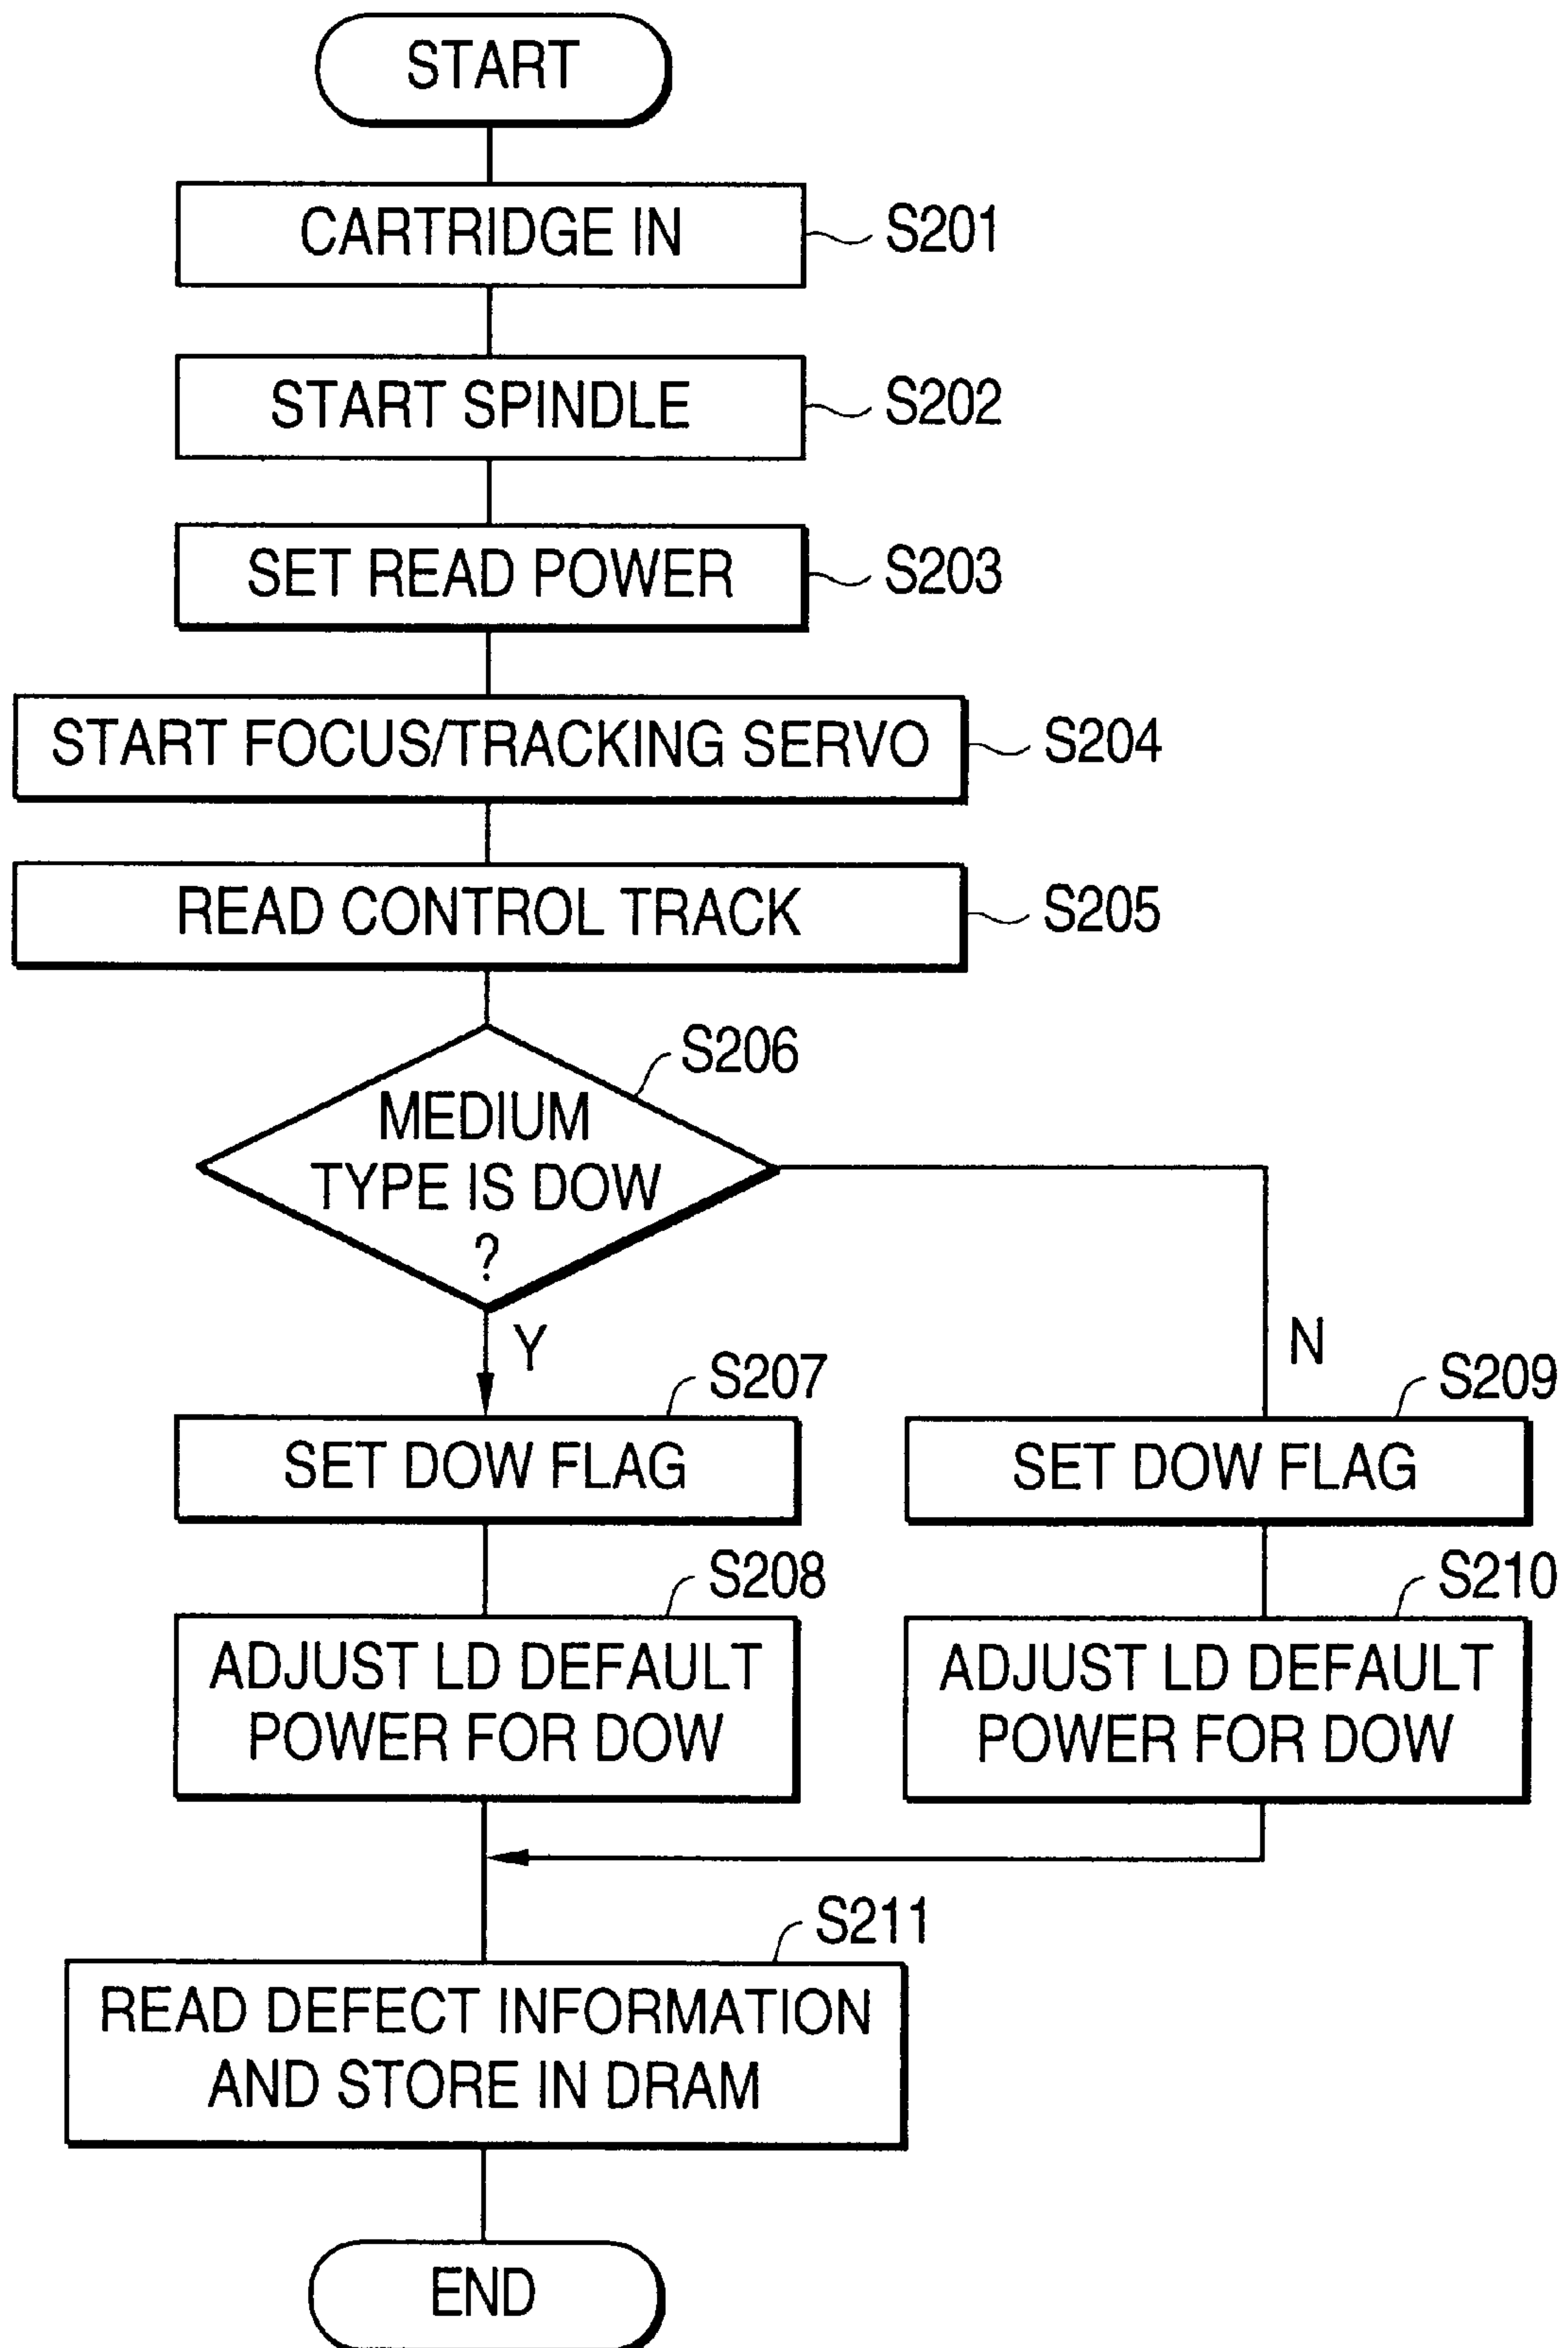 START
CARTRIDGE IN
S201
START SPINDLE
S202
SET READ POWER
S203
START FOCUS/TRACKING SERVO
S204
READ CONTROL TRACK
S205
S206
MEDIUM
TYPE IS DOW
?
Y
N
S207
SET DOW FLAG
S209
SET DOW FLAG
S208
ADJUST LD DEFAULT
POWER FOR DOW
S210
ADJUST LD DEFAULT
POWER FOR DOW
S211
READ DEFECT INFORMATION
AND STORE IN DRAM
END